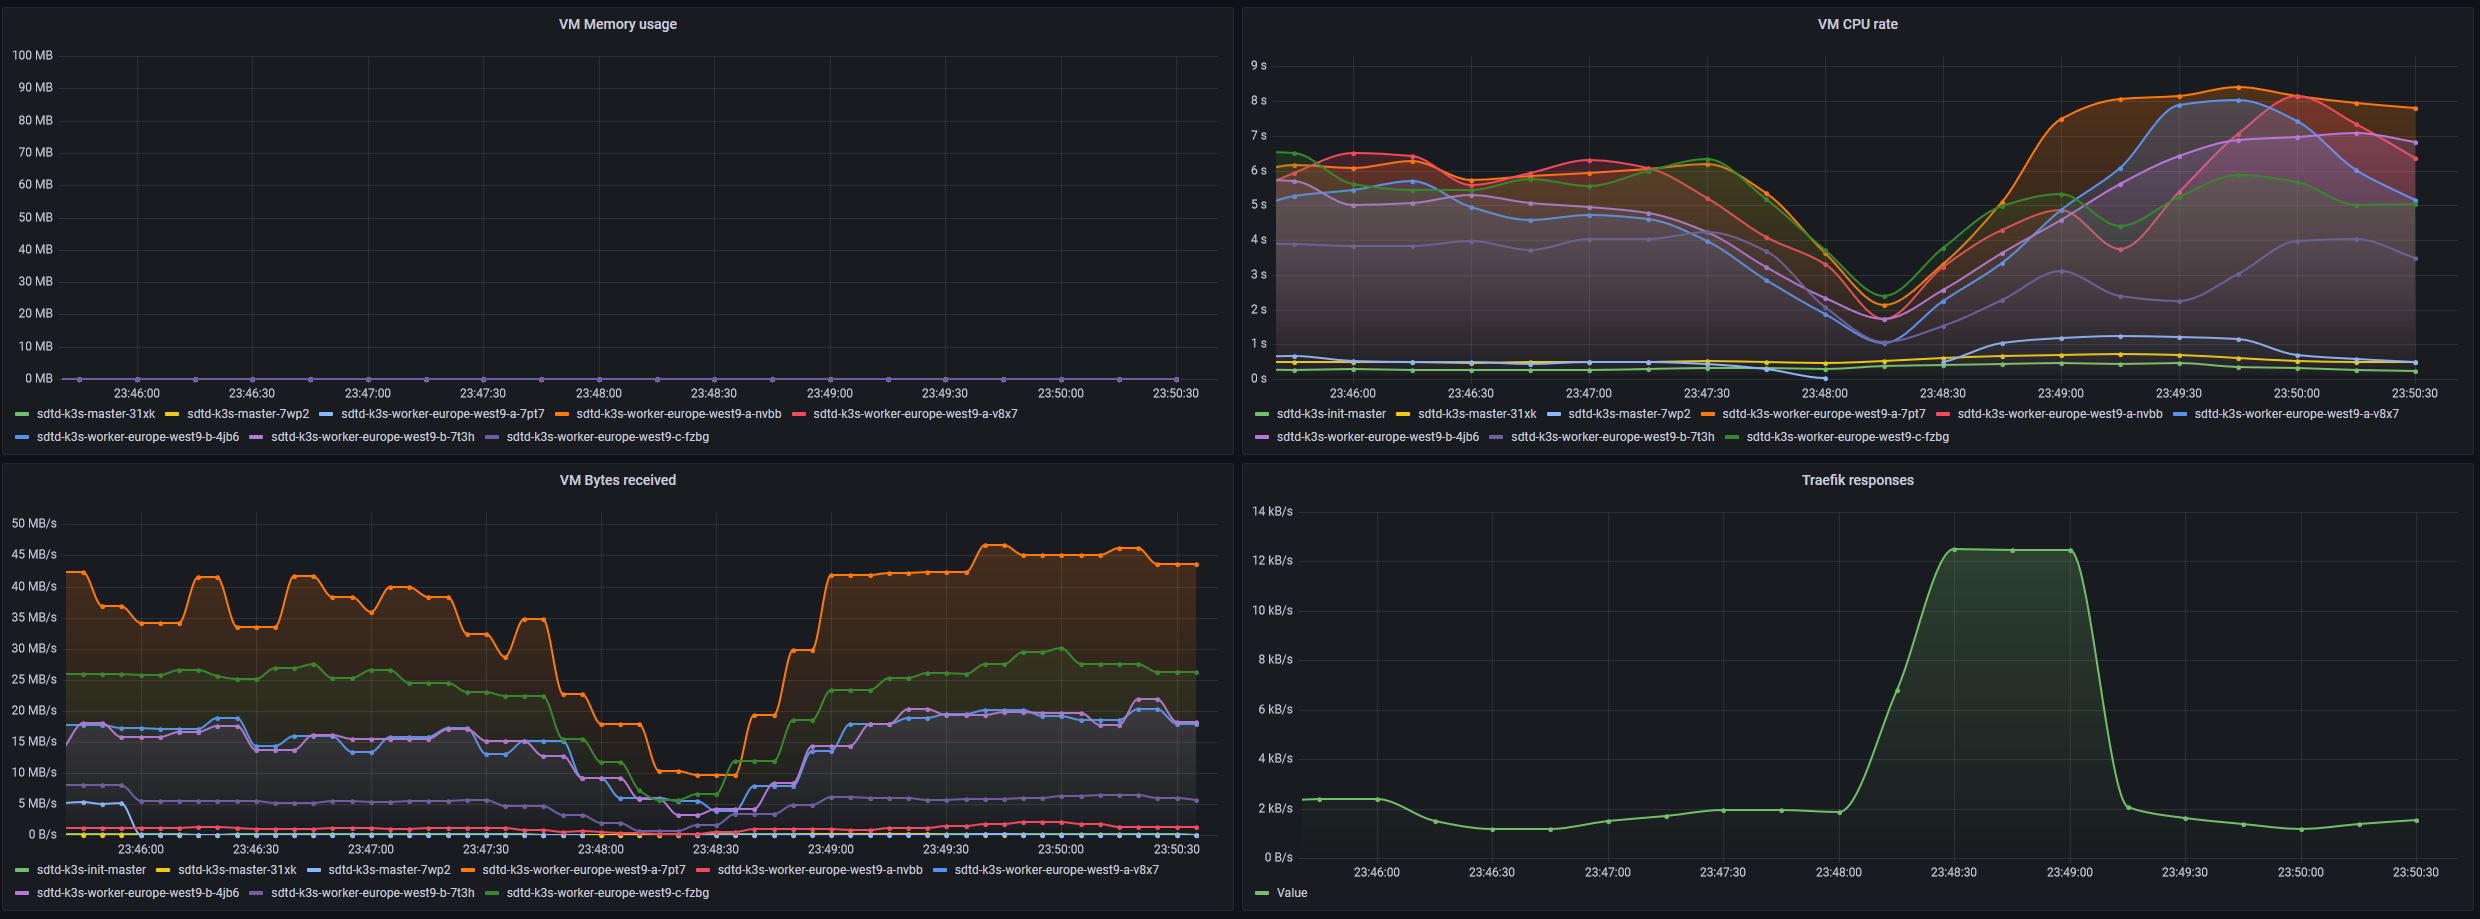 VM Memory usage
100 MB
90 MB
80 MB
70 MB
60 MB
50 MB
40 MB
30 MB
20 MB
10 MB
0 MB
23:46:00 23:46:30 23:47:00 23:47:30 23:48:00 23:48:30 23:49:00 23:49:30 23:50:00 23:50:30
sdtd-k3s-master-31xk sdtd-k3s-master-7wp2 sdtd-k3s-worker-europe-west9-a-7pt7 sdtd-k3s-worker-europe-west9-a-nvbb sdtd-k3s-worker-europe-west9-a-v8x7
sdtd-k3s-worker-europe-west9-b-4jb6 sdtd-k3s-worker-europe-west9-b-7t3h sdtd-k3s-worker-europe-west9-c-fzbg
VM CPU rate
9 s
8 s
7 s
6 s
5 s
4 s
3 s
2 s
1 s
0 s
23:46:00 23:46:30 23:47:00 23:47:30 23:48:00 23:48:30 23:49:00 23:49:30 23:50:00 23:50:30
sdtd-k3s-init-master sdtd-k3s-master-31xk sdtd-k3s-master-7wp2 sdtd-k3s-worker-europe-west9-a-7pt7 sdtd-k3s-worker-europe-west9-a-nvbb sdtd-k3s-worker-europe-west9-a-v8x7
sdtd-k3s-worker-europe-west9-b-4jb6 sdtd-k3s-worker-europe-west9-b-7t3h sdtd-k3s-worker-europe-west9-c-fzbg
VM Bytes received
50 MB/s
45 MB/s
40 MB/s
35 MB/s
30 MB/s
25 MB/s
20 MB/s
15 MB/s
10 MB/s
5 MB/s
0 B/s
23:46:00 23:46:30 23:47:00 23:47:30 23:48:00 23:48:30 23:49:00 23:49:30 23:50:00 23:50:30
sdtd-k3s-init-master sdtd-k3s-master-31xk sdtd-k3s-master-7wp2 sdtd-k3s-worker-europe-west9-a-7pt7 sdtd-k3s-worker-europe-west9-a-nvbb sdtd-k3s-worker-europe-west9-a-v8x7
sdtd-k3s-worker-europe-west9-b-4jb6 sdtd-k3s-worker-europe-west9-b-7t3h sdtd-k3s-worker-europe-west9-c-fzbg
Traefik responses
14 kB/s
12 kB/s
10 kB/s
8 kB/s
6 kB/s
4 kB/s
2 kB/s
0 B/s
23:46:00 23:46:30 23:47:00 23:47:30 23:48:00 23:48:30 23:49:00 23:49:30 23:50:00 23:50:30
Value